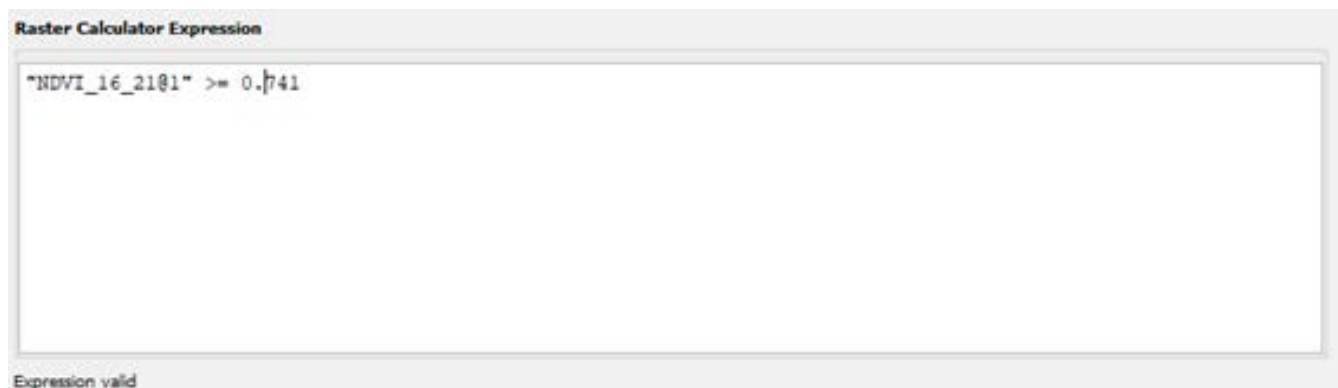 Raster Calculator Expression
"NDVI_16_21@1" >= 0.741
Expression valid